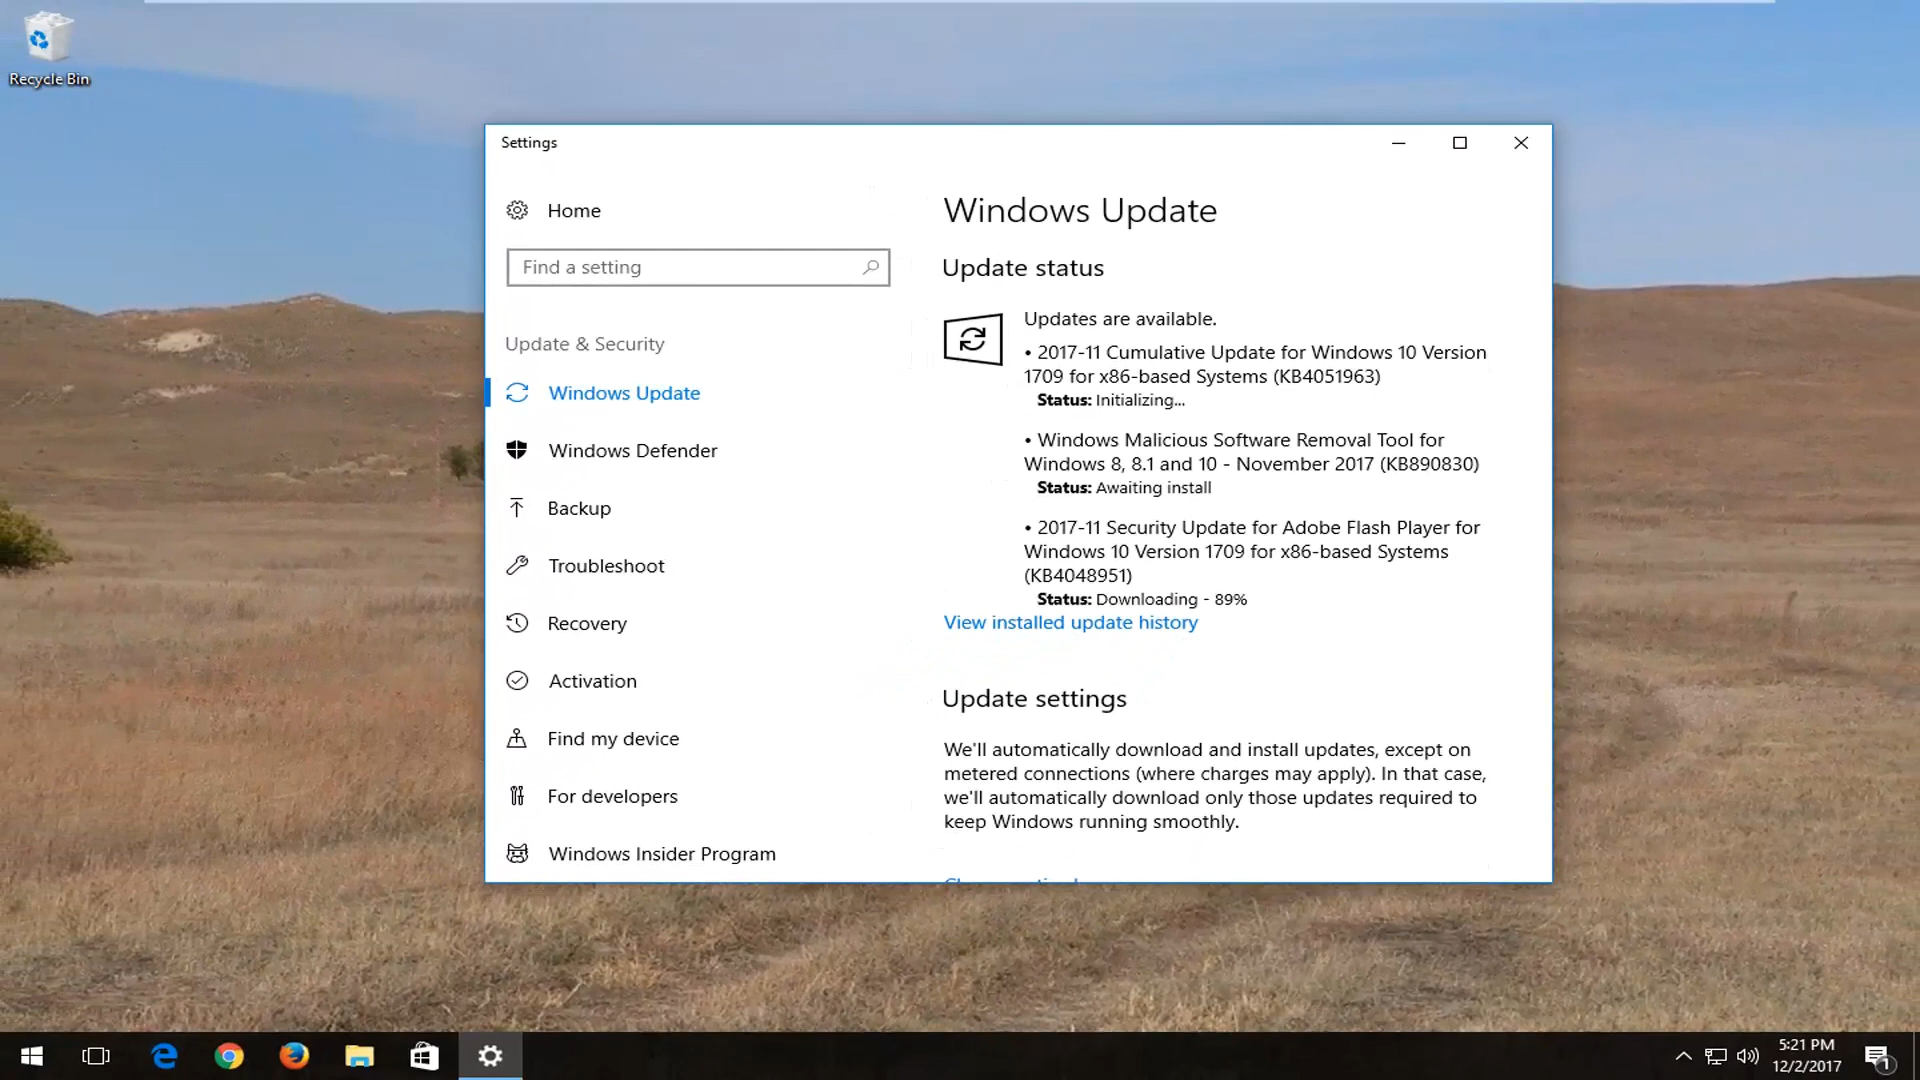 Recycle Bin
Settings
Home
Find a setting
Update & Security
Windows Update
Windows Defender
Backup
Troubleshoot
Recovery
Activation
Find my device
For developers
Windows Insider Program
Windows Update
Update status
Updates are available.
• 2017-11 Cumulative Update for Windows 10 Version
1709 for x86-based Systems (KB4051963)
Status: Initializing...
• Windows Malicious Software Removal Tool for
Windows 8, 8.1 and 10 - November 2017 (KB890830)
Status: Awaiting install
• 2017-11 Security Update for Adobe Flash Player for
Windows 10 Version 1709 for x86-based Systems
(KB4048951)
Status: Downloading - 89%
View installed update history
Update settings
We'll automatically download and install updates, except on
metered connections (where charges may apply). In that case,
we'll automatically download only those updates required to
keep Windows running smoothly.
5:21 PM
12/2/2017
1